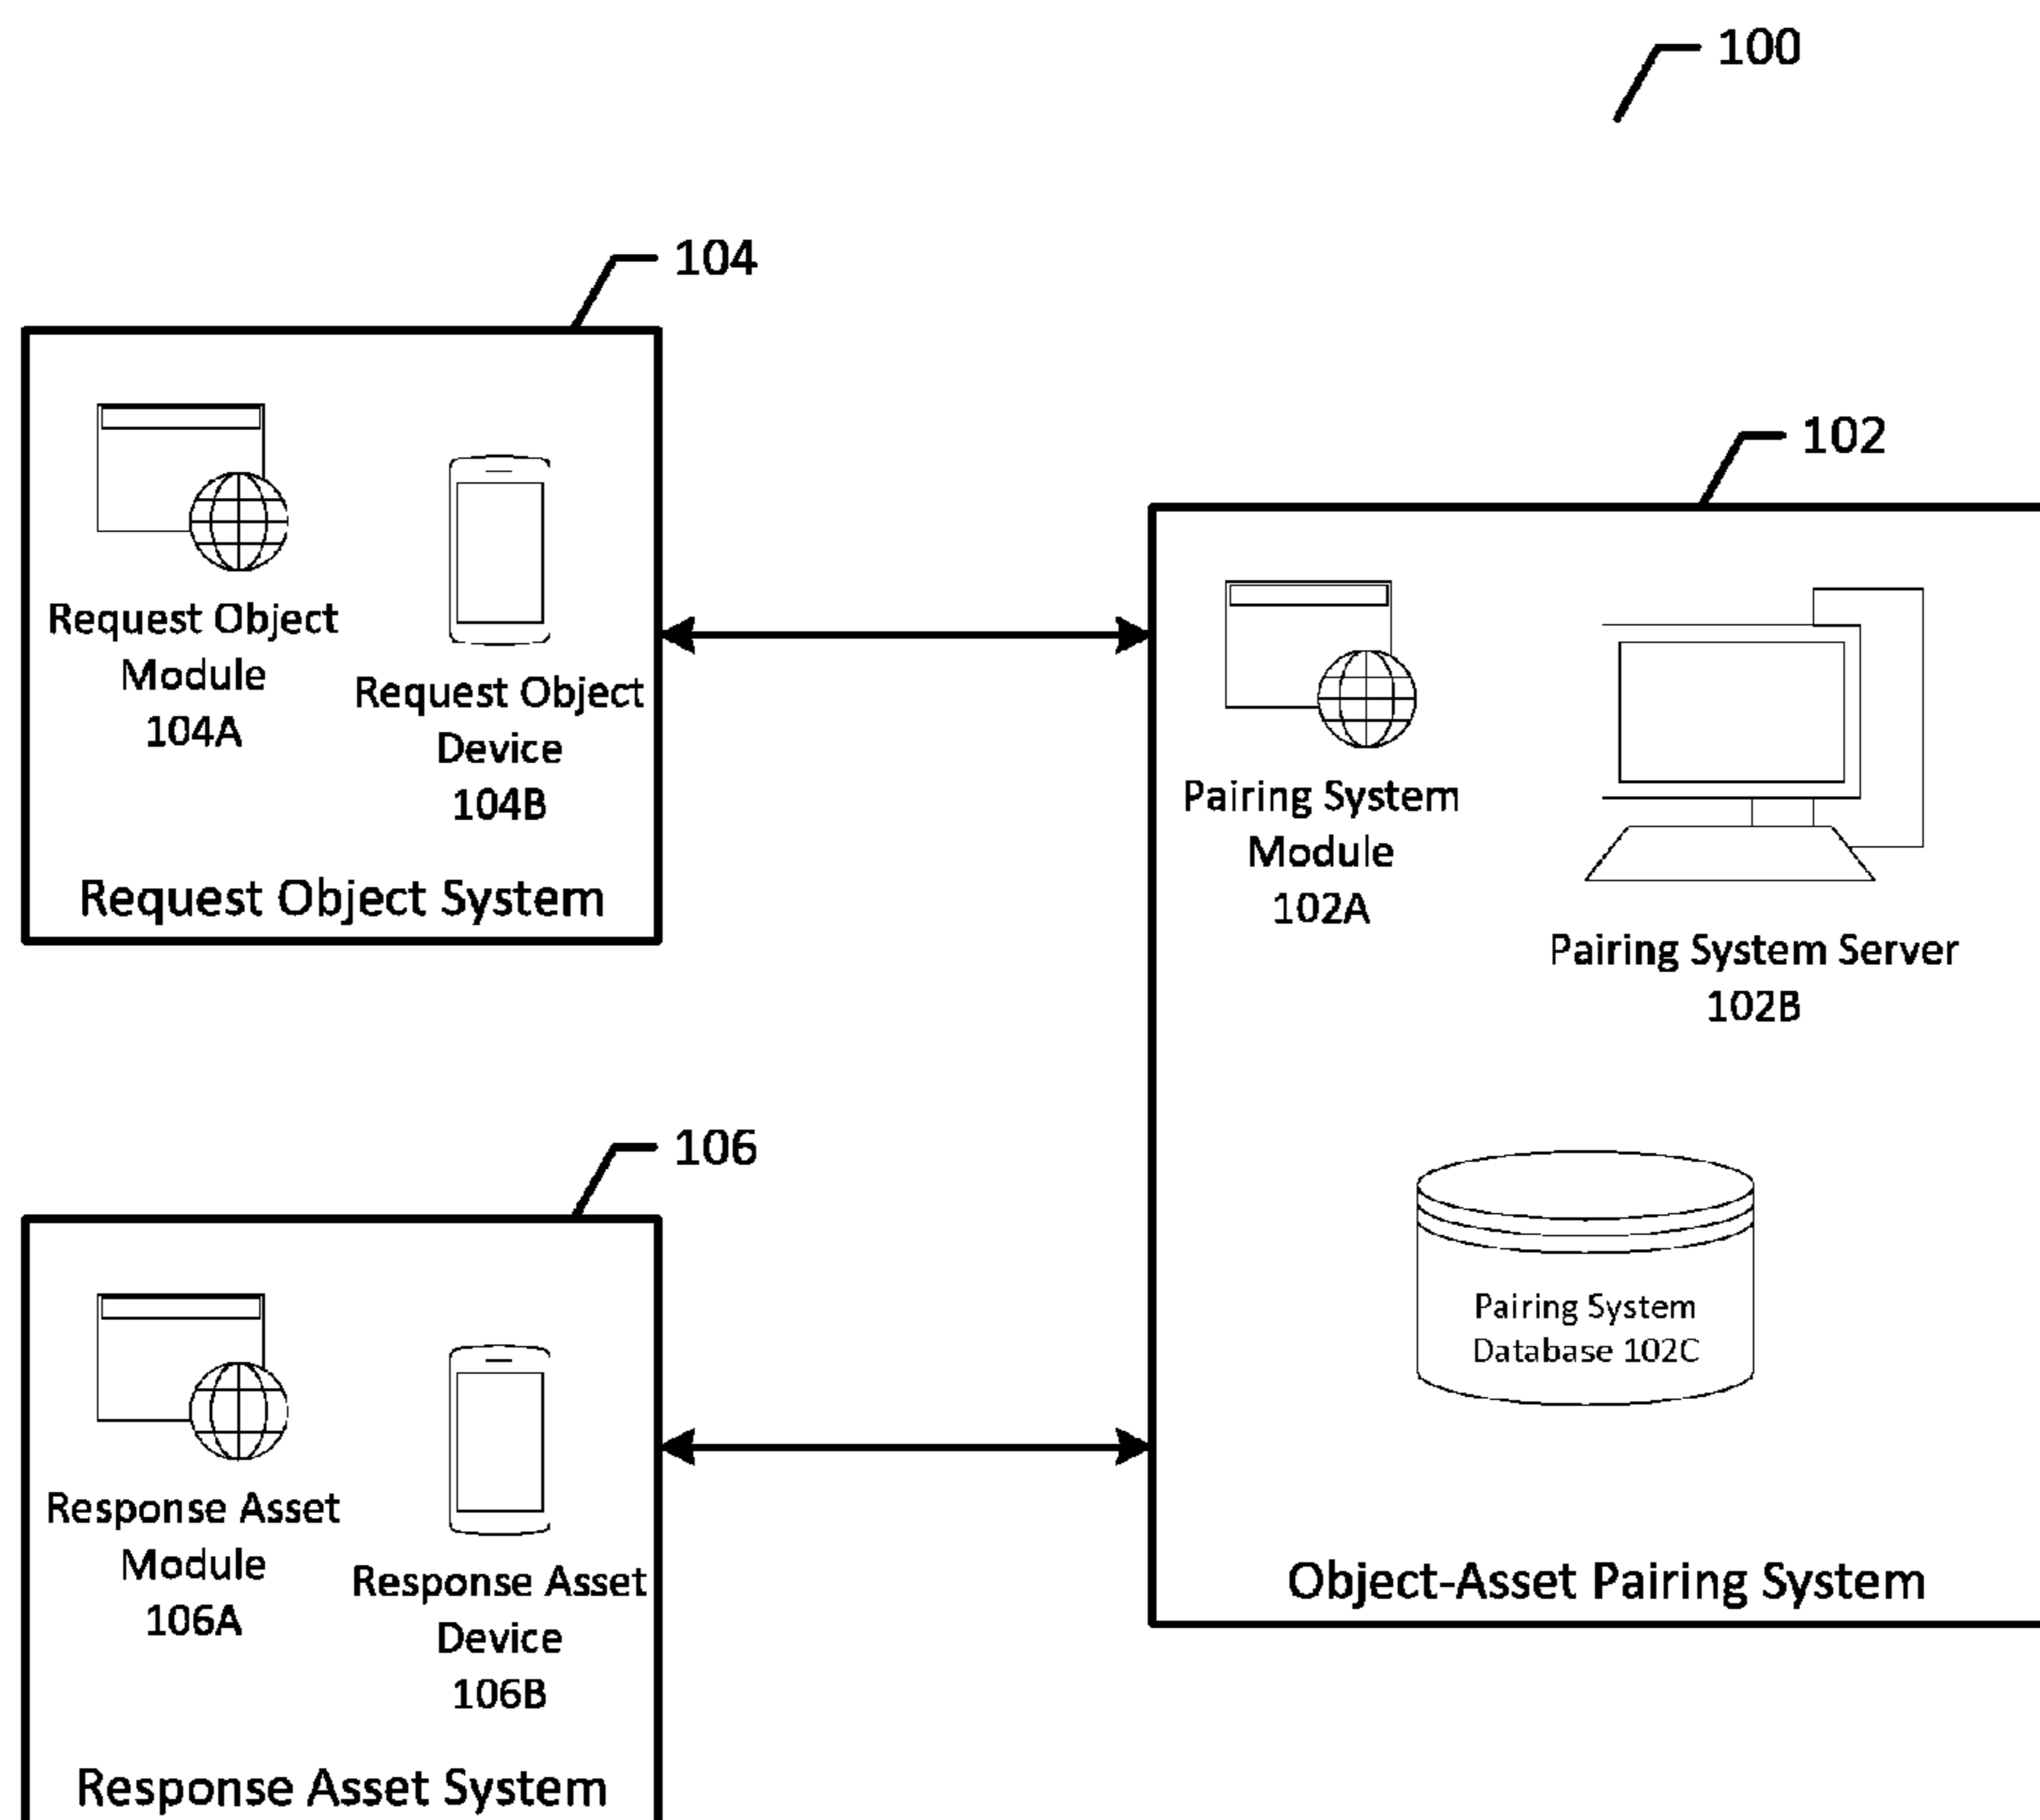 100
104
Request Object
Module
104A
Request Object
Device
104B
Request Object System
102
Pairing System
Module
102A
Pairing System Server
102B
Pairing System
Database 102C
Object-Asset Pairing System
106
Response Asset
Module
106A
Response Asset
Device
106B
Response Asset System